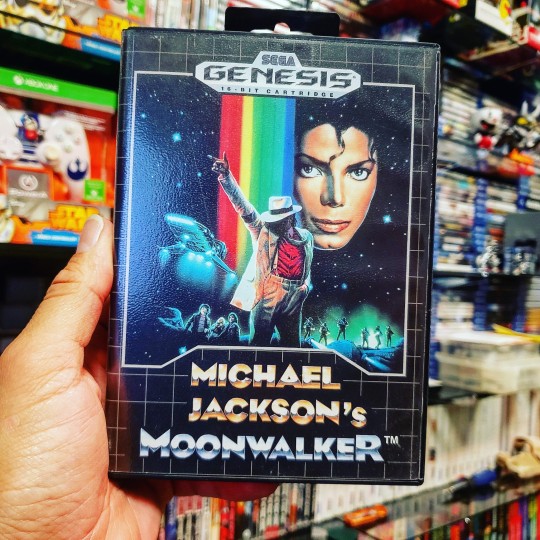 SEGA
GENESIS
16-BIT CARTRIDGE
MICHAEL
JACKSON'S
MOONWALKER™
XBOX ONE